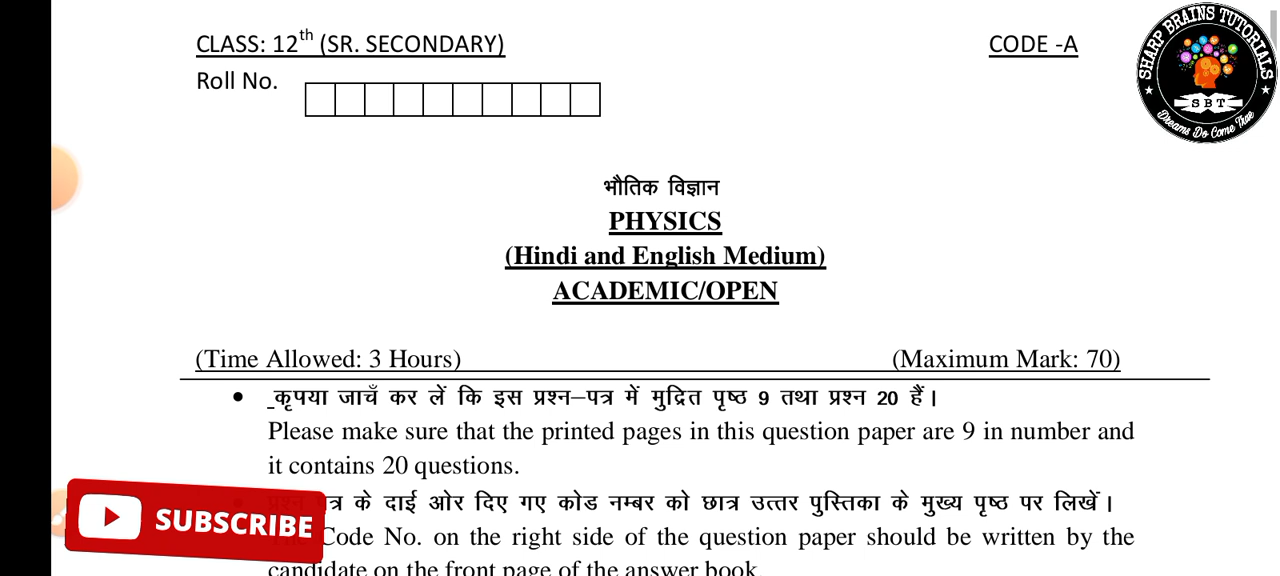 CLASS: 12th (SR. SECONDARY)
CODE -A
SHARP BRAINS TUTORIALS
SBT
Dreams Do Come True
Roll No.
भौतिक विज्ञान
PHYSICS
(Hindi and English Medium)
ACADEMIC/OPEN
(Time Allowed: 3 Hours) (Maximum Mark: 70)
• कृपया जाचँ कर लें कि इस प्रश्न–पत्र में मुद्रित पृष्ठ 9 तथा प्रश्न 20 हैं।
Please make sure that the printed pages in this question paper are 9 in number and
it contains 20 questions.
के दाई ओर दिए गए कोड नम्बर को छात्र उत्तर पुस्तिका के मुख्य पृष्ठ पर लिखें।
SUBSCRIBE
Code No. on the right side of the question paper should be written by the
candidate on the front page of the answer book.